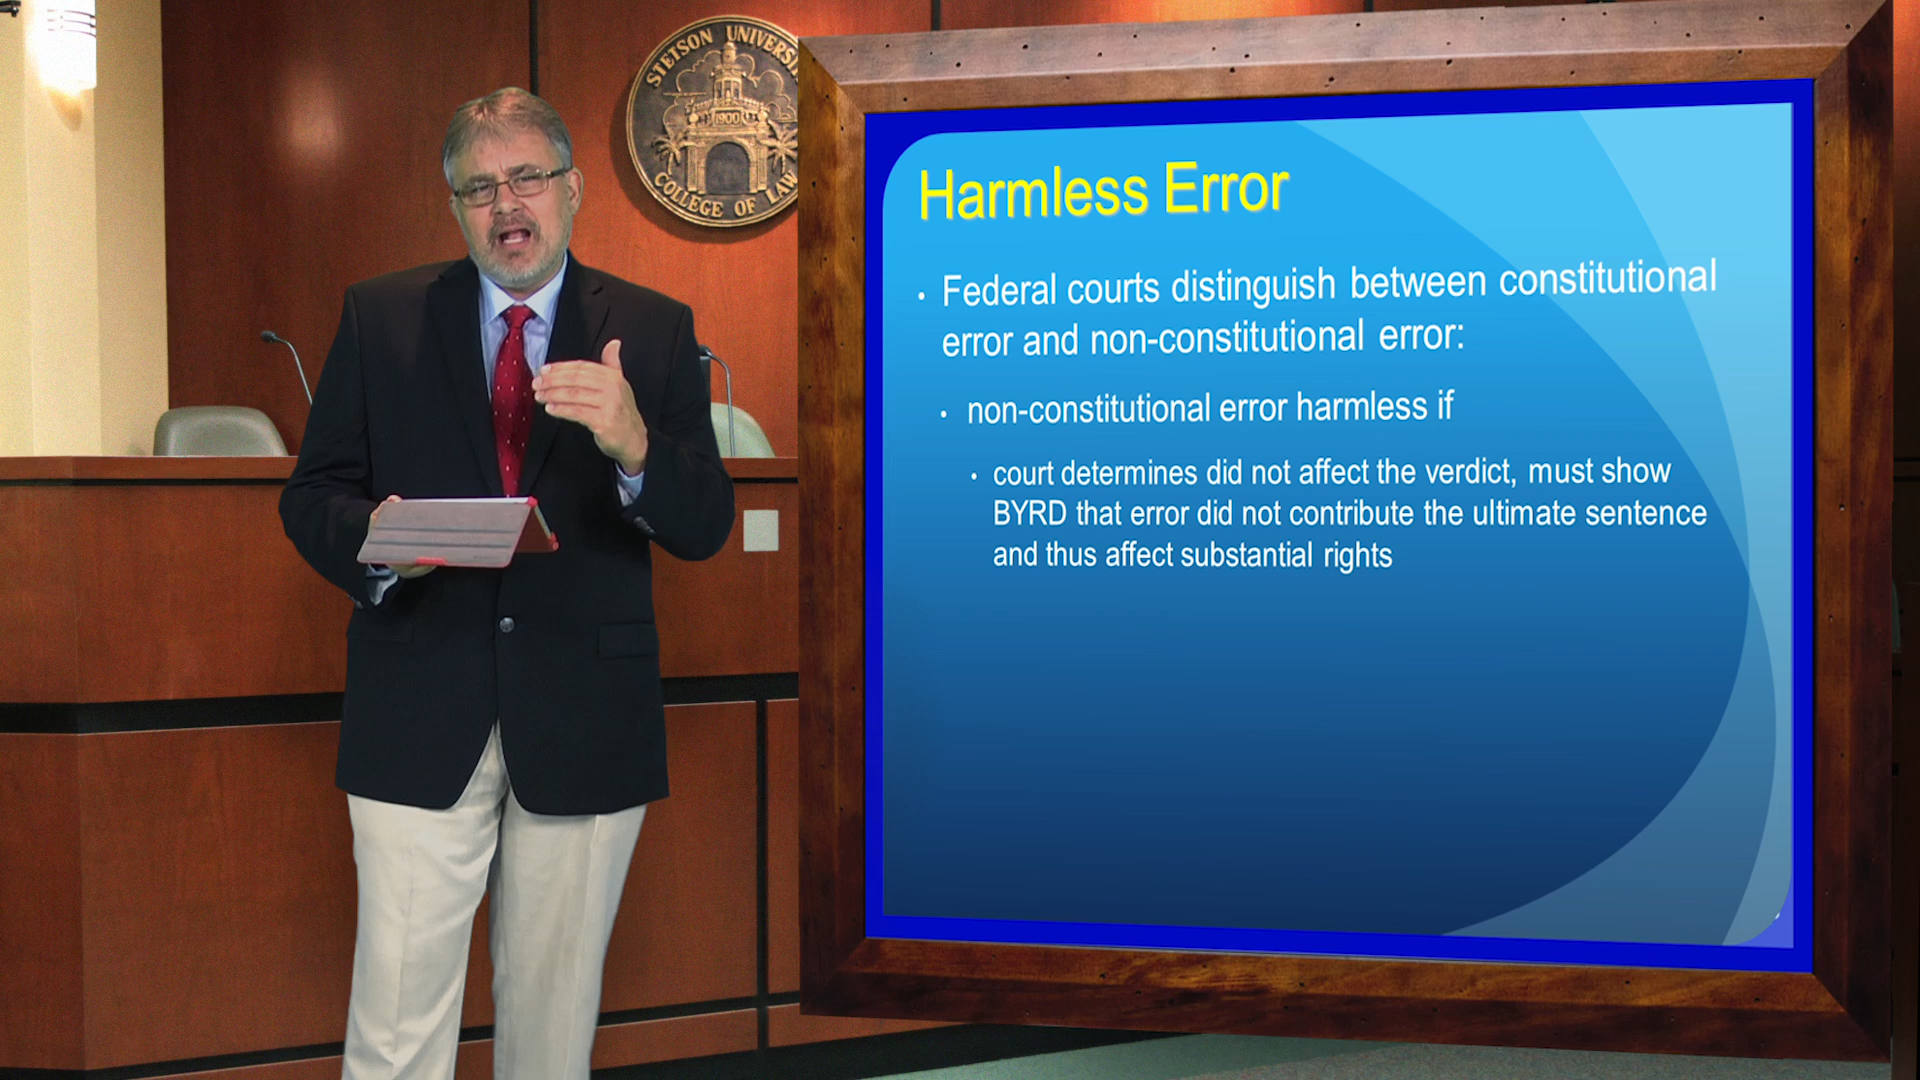 STETSON UNIVERSI
1900
COLLEGE OF LAW
Harmless Error
• Federal courts distinguish between constitutional
error and non-constitutional error:
• non-constitutional error harmless if
• court determines did not affect the verdict, must show
BYRD that error did not contribute the ultimate sentence
and thus affect substantial rights